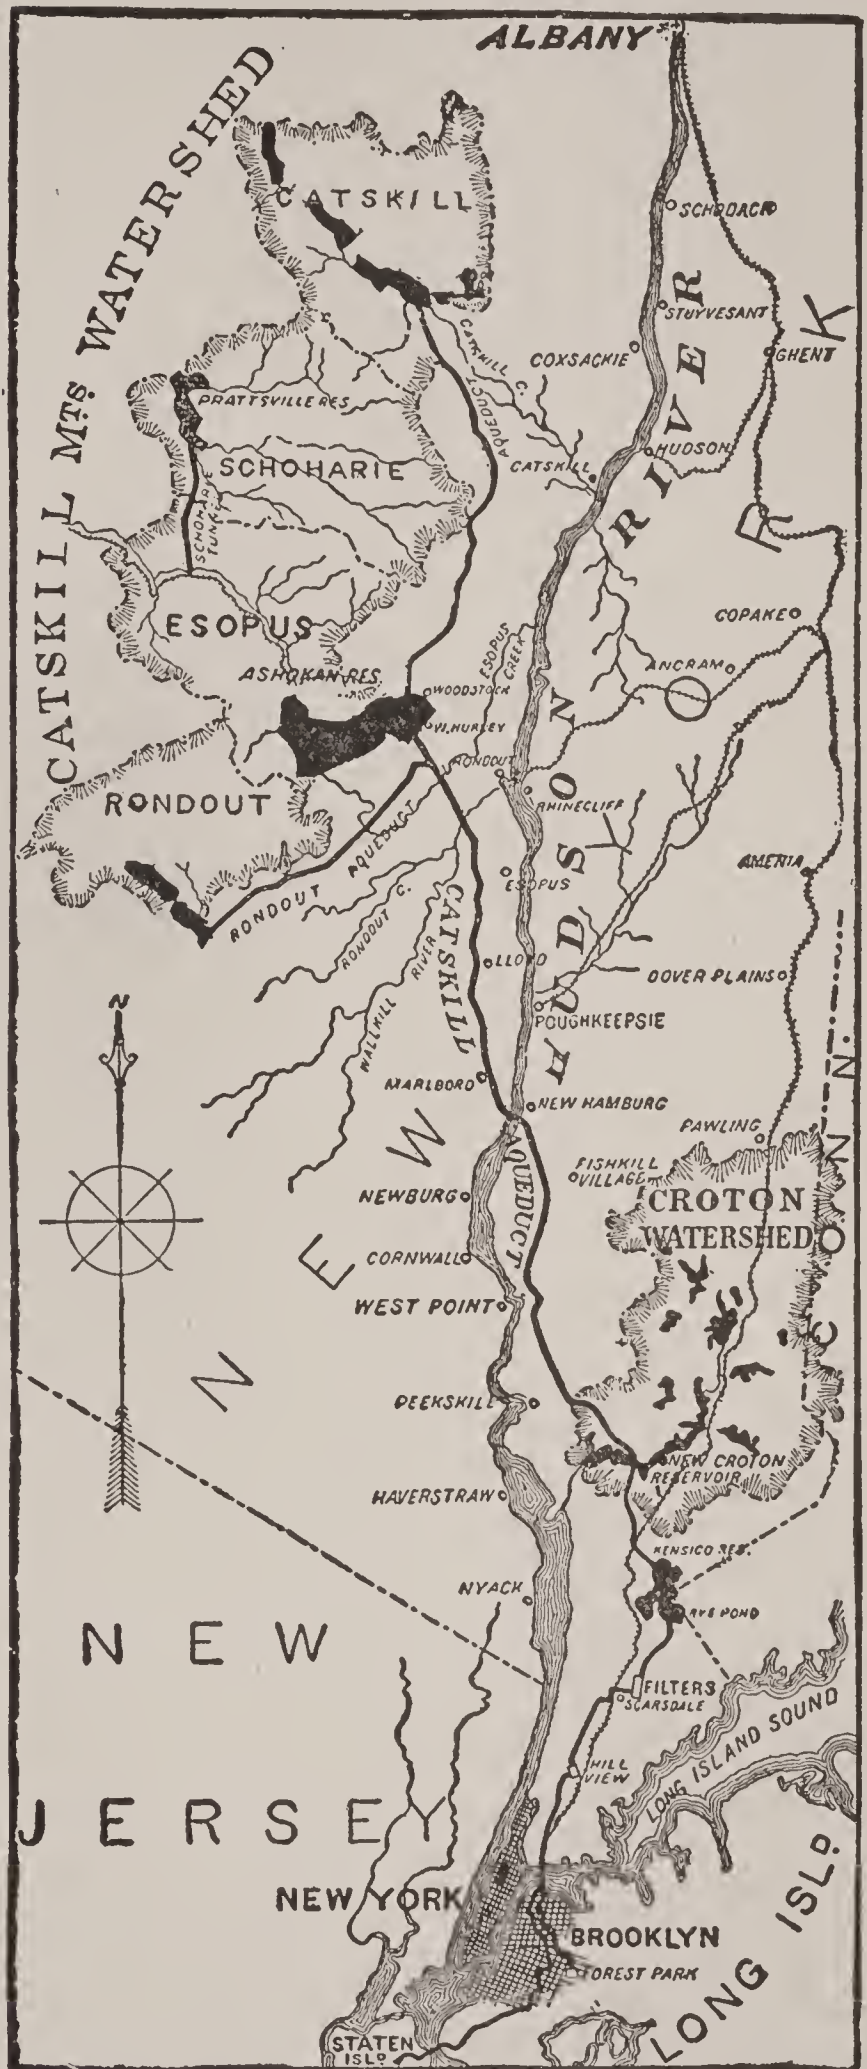 ALBANY
CATSKILL MTS WATERSHED
CATSKILL
SCHODACK
STUYVESANT
COXSACKIE
GHENT
CATSKILL C.
AQUEDUCT
HUDSON
CATSKILL
PRATTSVILLE RES
SCHOHARIE
SCHOHARIE
ESOPUS
ASHOKAN RES.
ESOPUS
CREEK
COPAKE
ANCRAM
WOODSTOCK
W. HURLEY
RONDOUT
RONDOUT
RHINECLIFF
RONDOUT AQUEDUCT
AMENIA
ESOPUS
RONDOUT C.
WALLKILL RIVER
CATSKILL
AQUEDUCT
LLOYD
DOVER PLAINS
POUGHKEEPSIE
HUDSON RIVER
N
MARLBORO
NEW HAMBURG
PAWLING
FISHKILL
VILLAGE
CROTON
WATERSHED
NEWBURG
CORNWALL
WEST POINT
PEEKSKILL
NEW CROTON
RESERVOIR
HAVERSTRAW
KENSICO RES.
NYACK
RYE POND
FILTERS
SCARSDALE
HILL
VIEW
LONG ISLAND SOUND
NEW YORK
CONN.
NEW
JERSEY
NEW YORK
BROOKLYN
FOREST PARK
LONG ISLD.
STATEN
ISLD